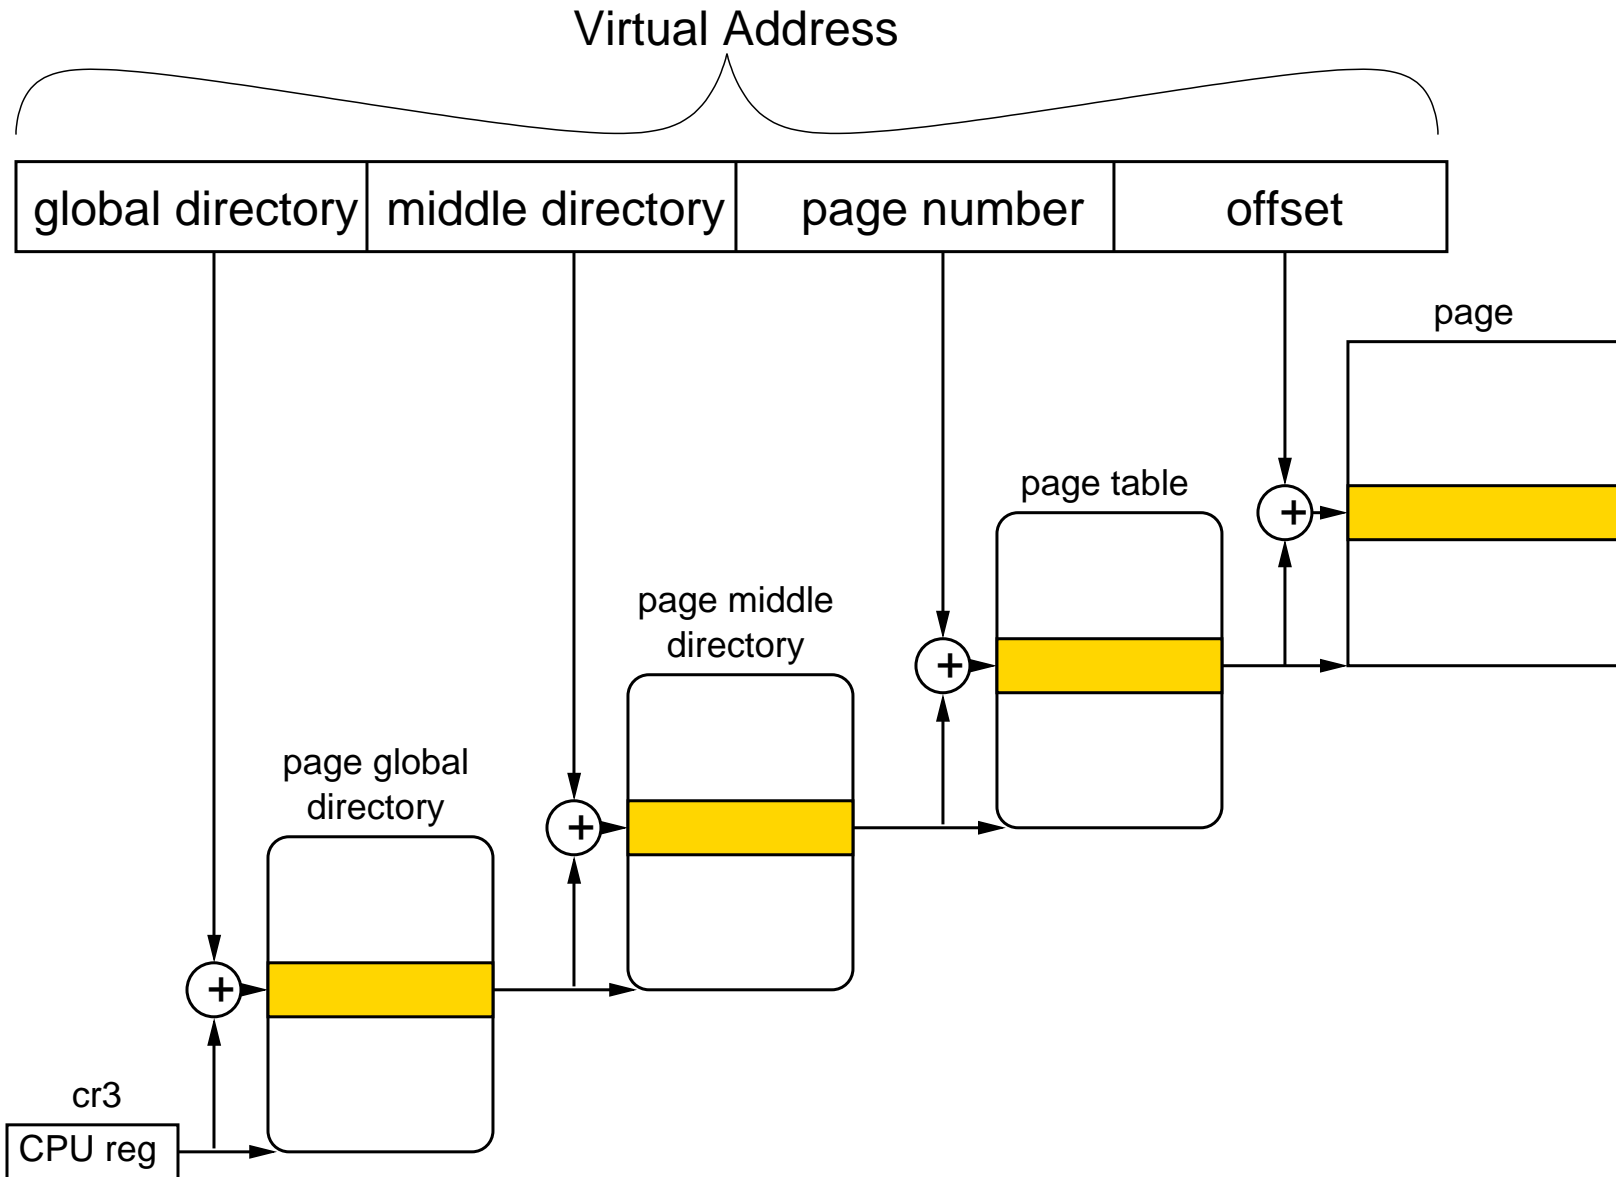 Virtual Address
global directory
middle directory
page number
offset
page
page table
+
page middle
directory
+
page global
directory
+
+
cr3
CPU reg